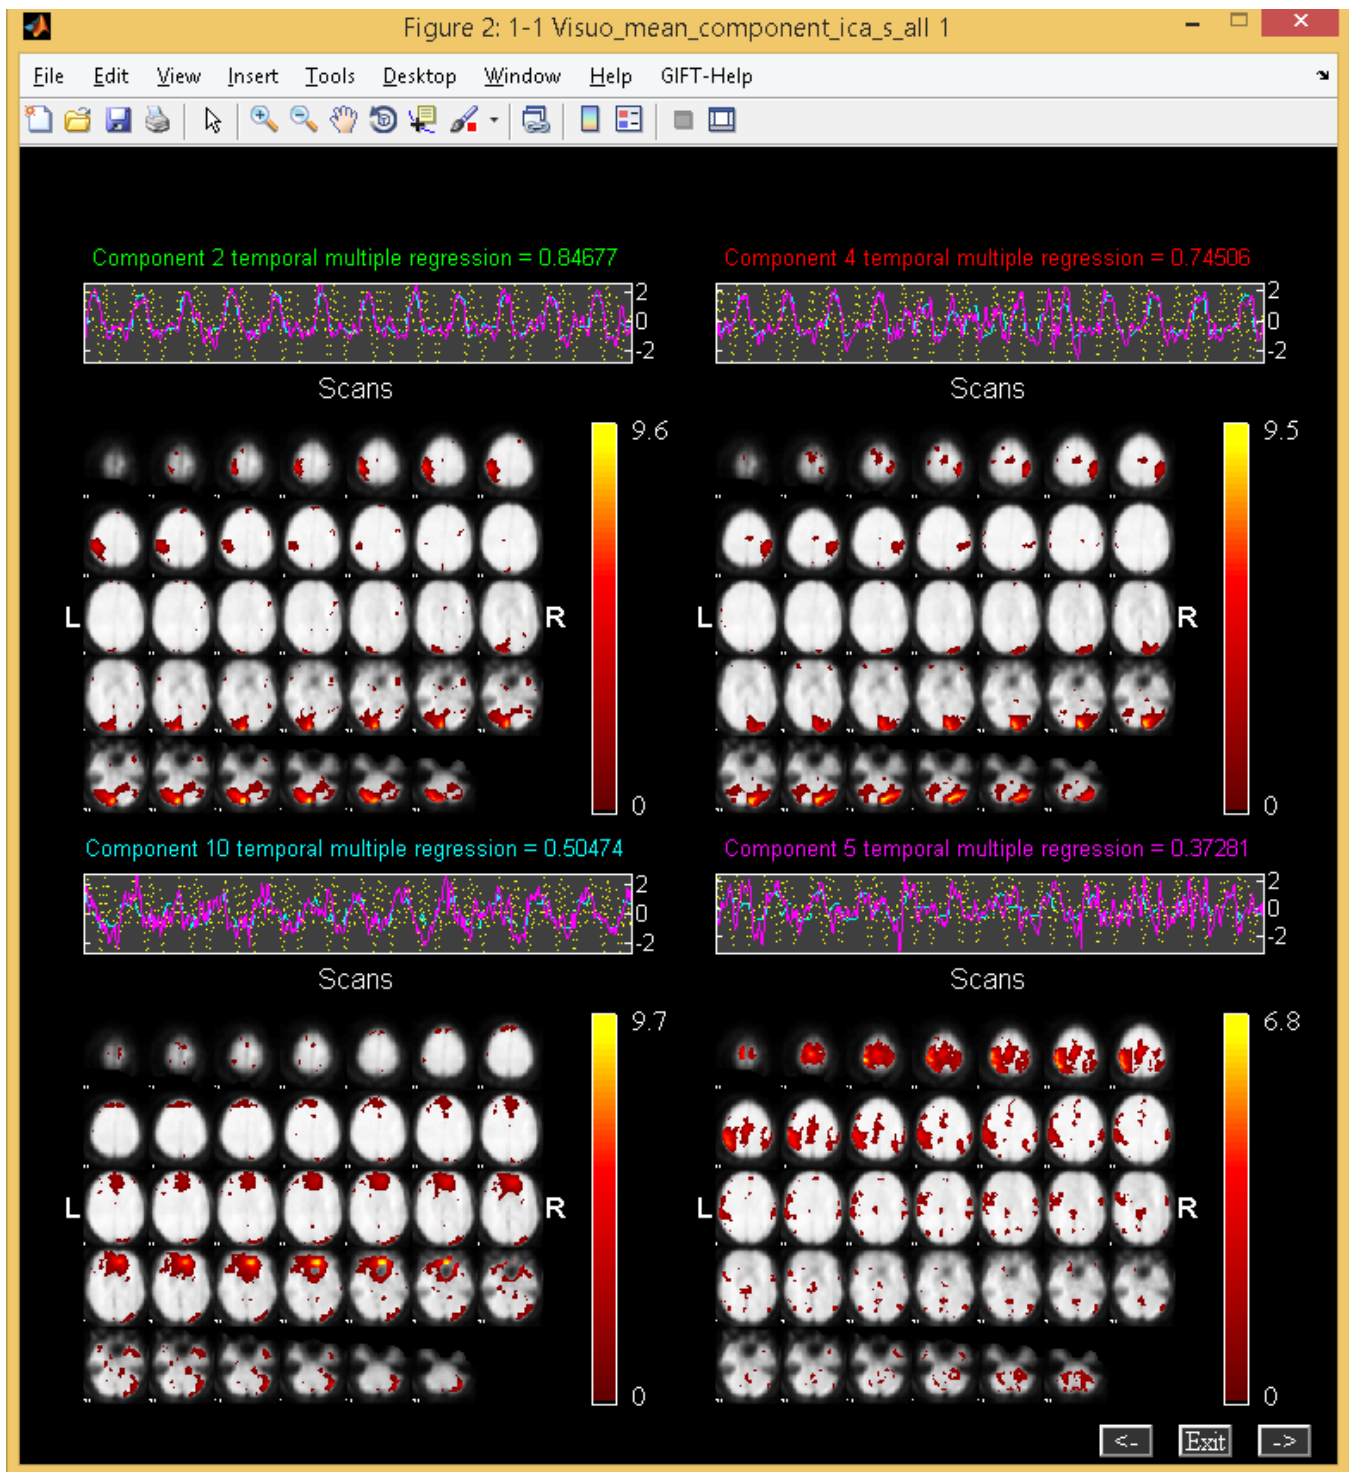 Figure 2: 1-1 Visuo_mean_component_ica_s_all 1
File Edit View Insert Tools Desktop Window Help GIFT-Help
Component 2 temporal multiple regression = 0.84677
2
0
-2
Scans
9.6
L
R
0
Component 4 temporal multiple regression = 0.74506
2
0
-2
Scans
9.5
L
R
0
Component 10 temporal multiple regression = 0.50474
2
0
-2
Scans
9.7
L
R
0
Component 5 temporal multiple regression = 0.37281
2
0
-2
Scans
6.8
L
R
0
<- Exit ->